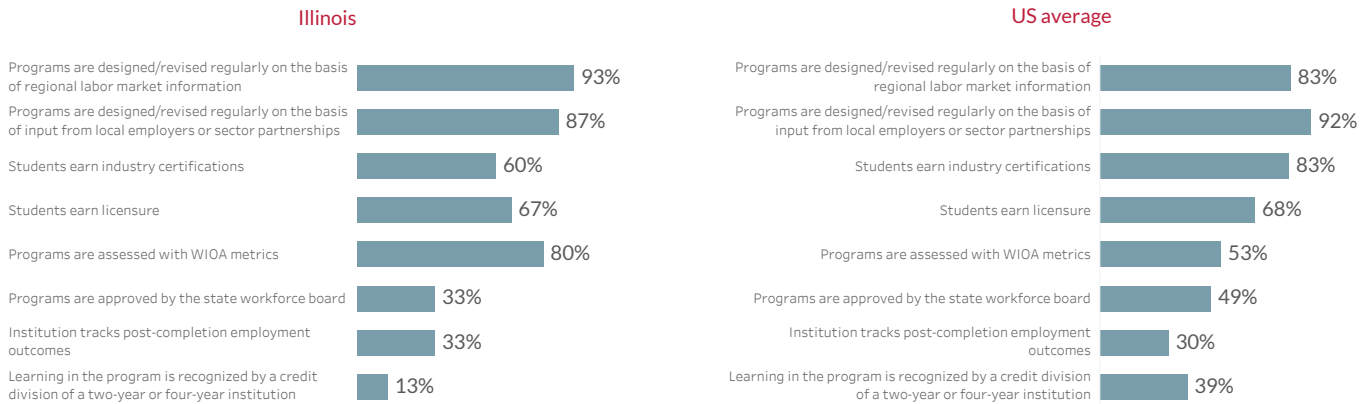 Illinois
Programs are designed/revised regularly on the basis
of regional labor market information
93%
Programs are designed/revised regularly on the basis
of input from local employers or sector partnerships
87%
Students earn industry certifications
60%
Students earn licensure
67%
Programs are assessed with WIOA metrics
80%
Programs are approved by the state workforce board
33%
Institution tracks post-completion employment
outcomes
33%
Learning in the program is recognized by a credit
division of a two-year or four-year institution
13%
US average
Programs are designed/revised regularly on the basis of
regional labor market information
83%
Programs are designed/revised regularly on the basis of
input from local employers or sector partnerships
92%
Students earn industry certifications
83%
Students earn licensure
68%
Programs are assessed with WIOA metrics
53%
Programs are approved by the state workforce board
49%
Institution tracks post-completion employment
outcomes
30%
Learning in the program is recognized by a credit division
of a two-year or four-year institution
39%